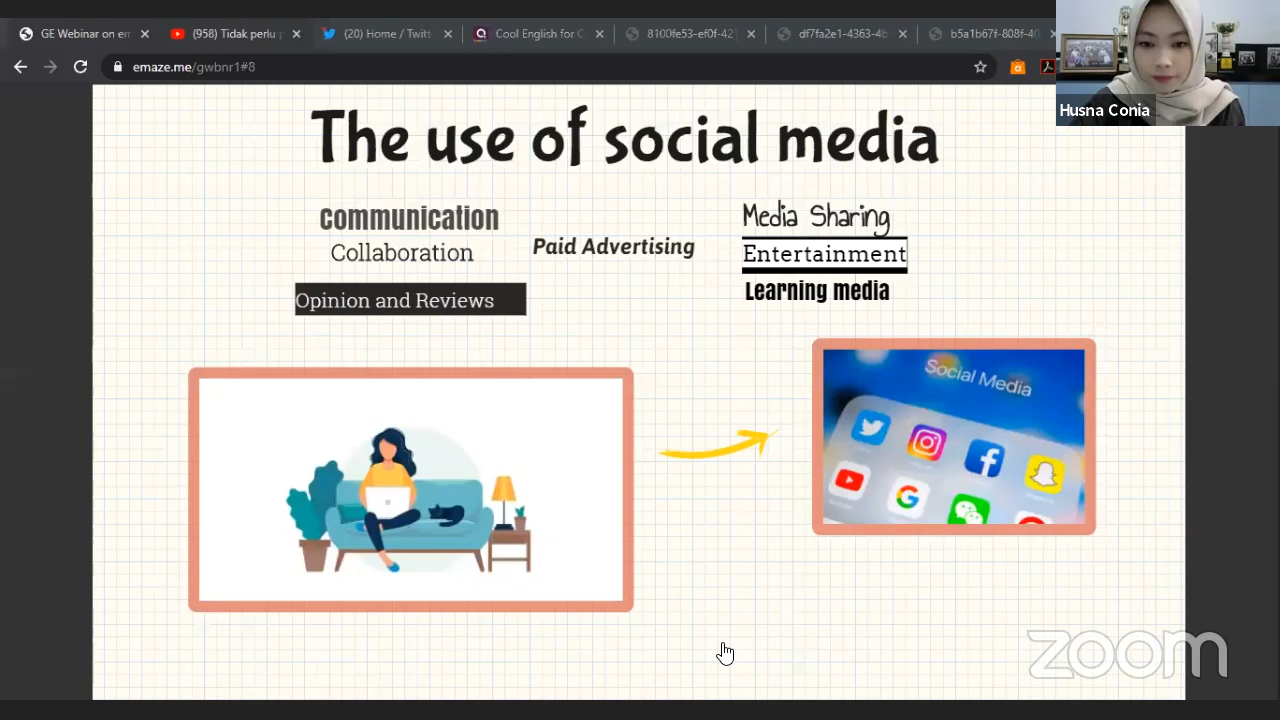 GE Webinar on em
(958) Tidak perlu p
(20) Home / Twitt
Cool English for C
8100fe53-ef0f-421
df7fa2e1-4363-4b
b5a1b67f-808f-40
emaze.me/gwbnr1#8
Husna Conia
The use of social media
Communication
Collaboration
Opinion and Reviews
Paid Advertising
Media Sharing
Entertainment
Learning media
Social Media
zoom